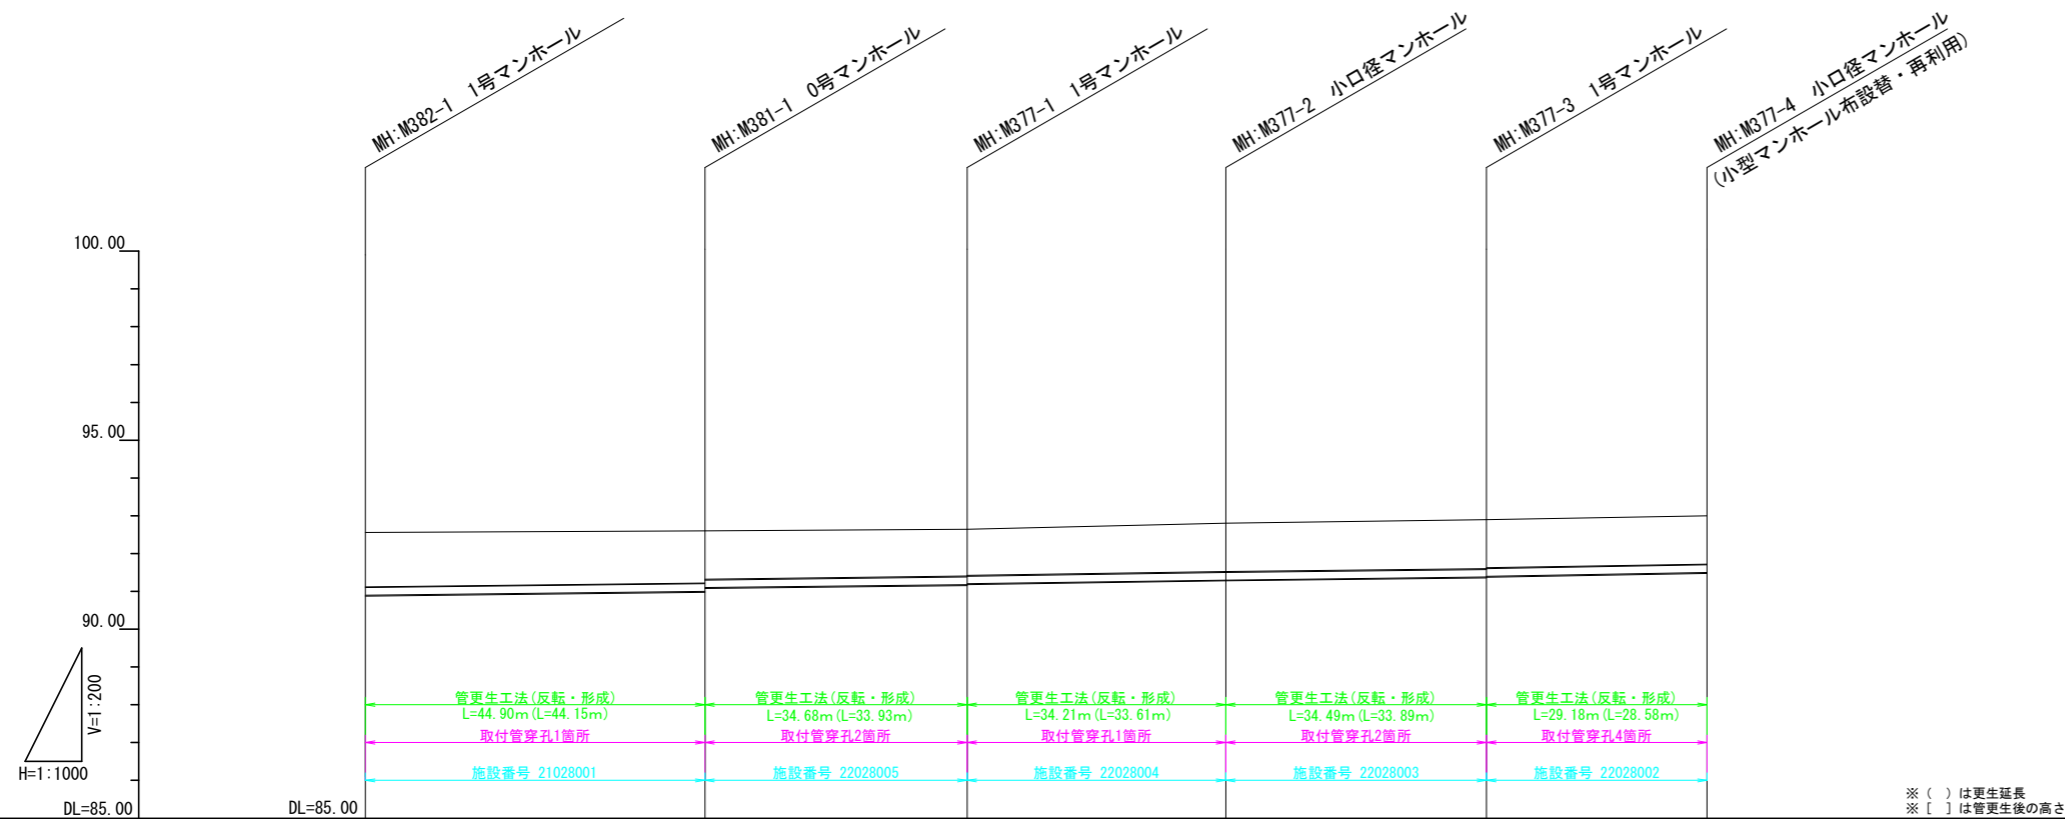 MH:M382-1 1号マンホール
MH:M381-1 0号マンホール
MH:M377-1 1号マンホール
MH:M377-2 小口径マンホール
MH:M377-3 1号マンホール
MH:M377-4 小口径マンホール
(小型マンホール布設替・再利用)
100.00
95.00
90.00
V=1:200
H=1:1000
DL=85.00
DL=85.00
管更生工法(反転・形成)
L=44.90m(L=44.15m)
取付管穿孔1箇所
施設番号 21028001
管更生工法(反転・形成)
L=34.68m(L=33.93m)
取付管穿孔2箇所
施設番号 22028005
管更生工法(反転・形成)
L=34.21m(L=33.61m)
取付管穿孔1箇所
施設番号 22028004
管更生工法(反転・形成)
L=34.49m(L=33.89m)
取付管穿孔2箇所
施設番号 22028003
管更生工法(反転・形成)
L=29.18m(L=28.58m)
取付管穿孔4箇所
施設番号 22028002
※( )は更生延長
※[ ]は管更生後の高さ